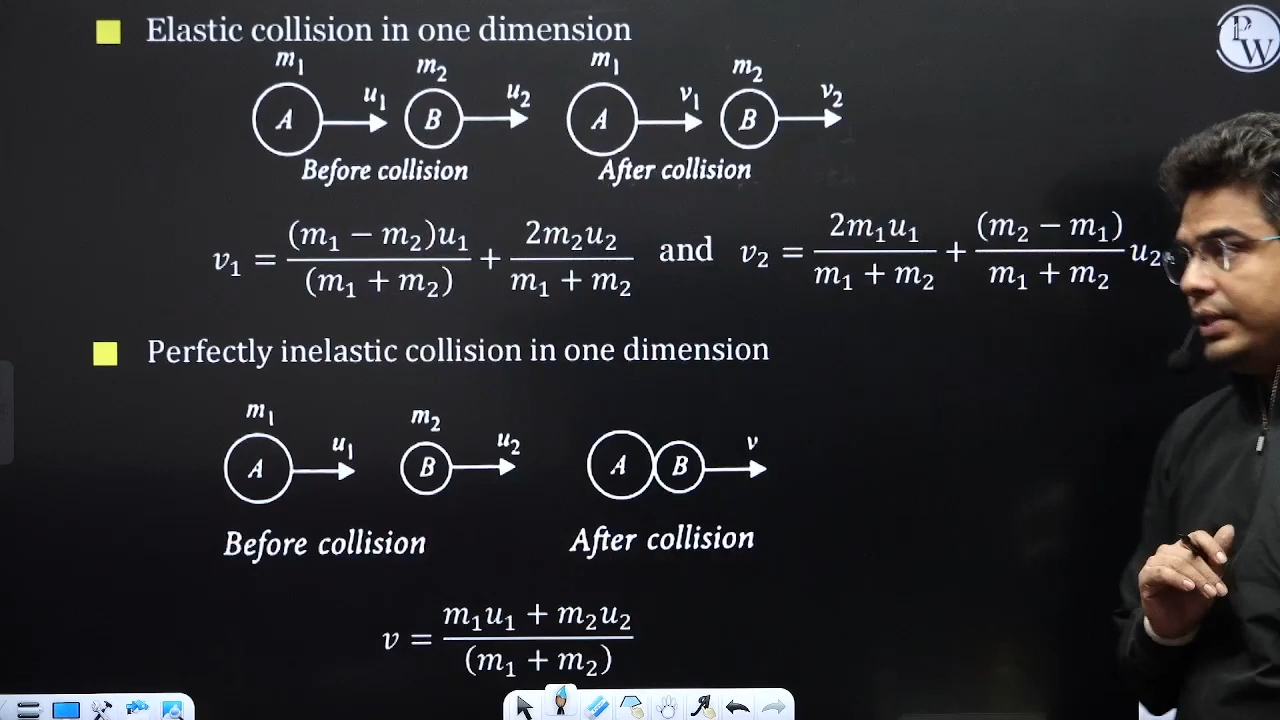 Elastic collision in one dimension
m₁ m₂ m₁ m₂
A u₁ B u₂ A v₁ B v₂
Before collision After collision
v₁ = (m₁ − m₂)u₁/(m₁ + m₂) + 2m₂u₂/m₁ + m₂ and v₂ = 2m₁u₁/m₁ + m₂ + (m₂ − m₁)/m₁ + m₂ u₂
Perfectly inelastic collision in one dimension
m₁ m₂
A u₁ B u₂ A B v
Before collision After collision
v = m₁u₁ + m₂u₂/(m₁ + m₂)
PW